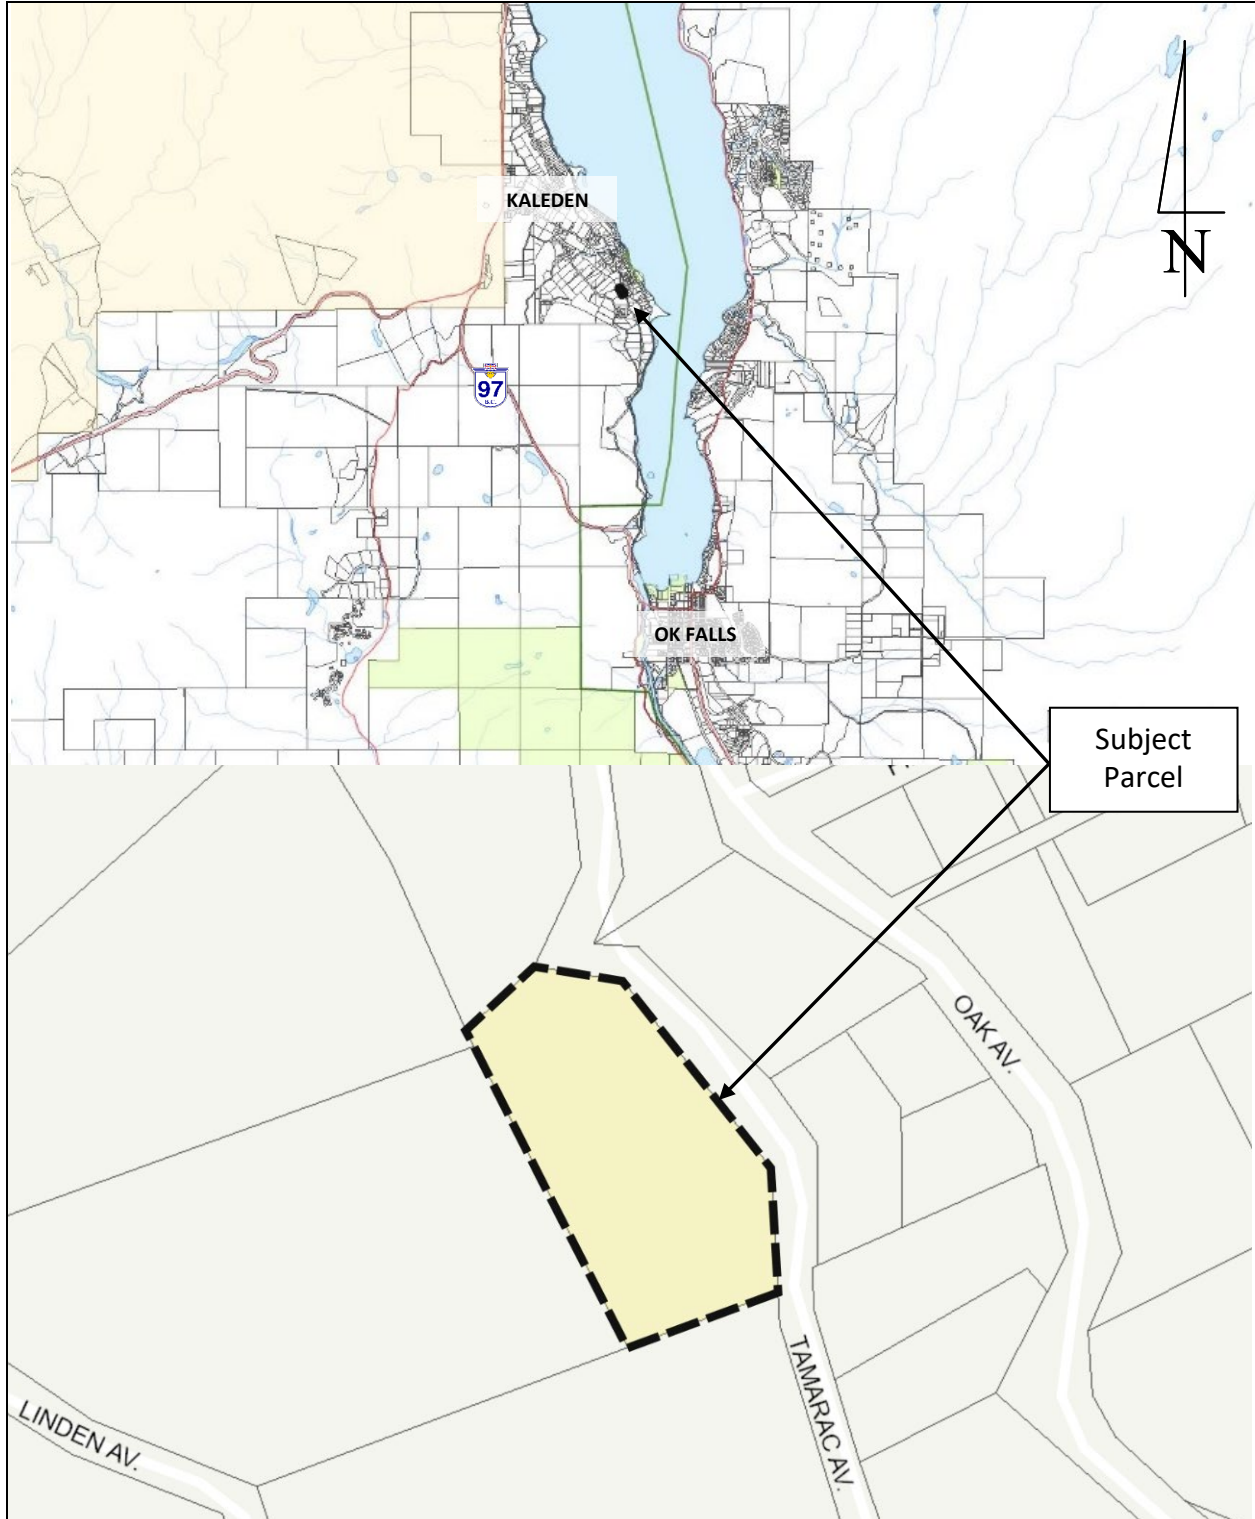 KALEDEN
N
97
B.C.
OK FALLS
Subject
Parcel
OAK AV.
TAMARAC AV.
LINDEN AV.